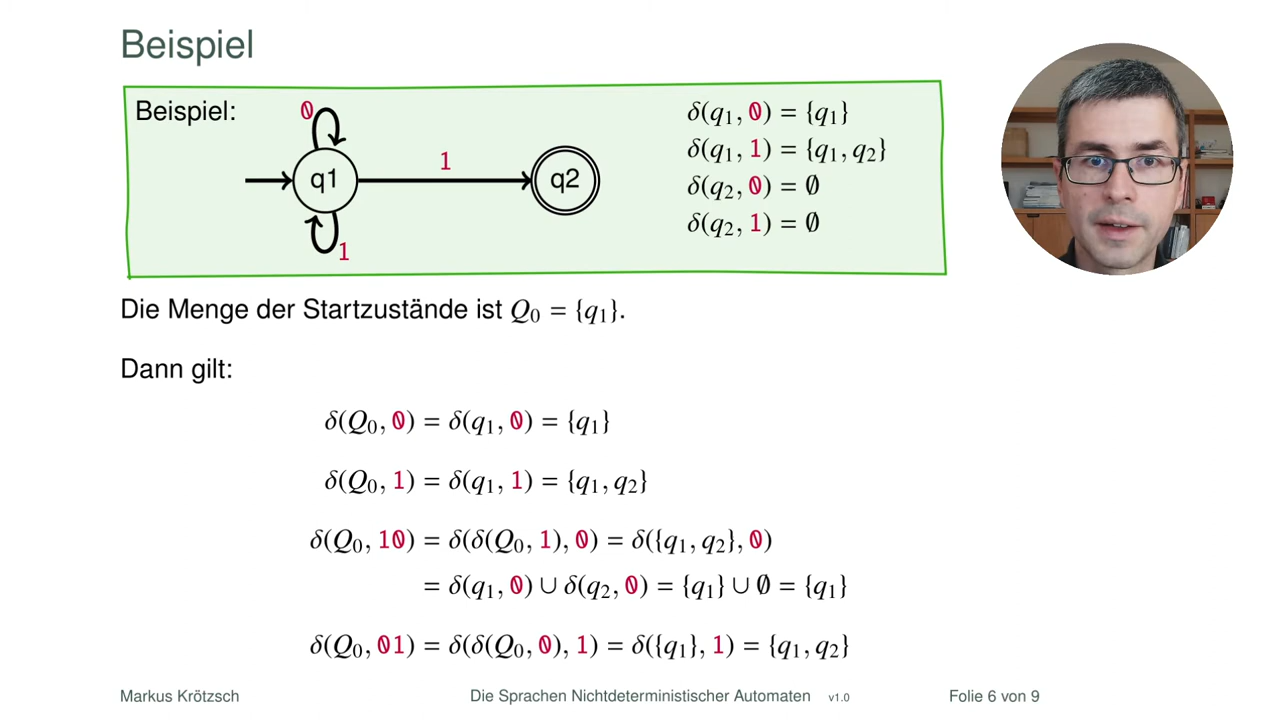 Beispiel
Beispiel:
0
1
q1
q2
1
δ(q₁, 0) = {q₁}
δ(q₁, 1) = {q₁, q₂}
δ(q₂, 0) = ∅
δ(q₂, 1) = ∅
Die Menge der Startzustände ist Q₀ = {q₁}.
Dann gilt:
δ(Q₀, 0) = δ(q₁, 0) = {q₁}
δ(Q₀, 1) = δ(q₁, 1) = {q₁, q₂}
δ(Q₀, 10) = δ(δ(Q₀, 1), 0) = δ({q₁, q₂}, 0)
= δ(q₁, 0) ∪ δ(q₂, 0) = {q₁} ∪ ∅ = {q₁}
δ(Q₀, 01) = δ(δ(Q₀, 0), 1) = δ({q₁}, 1) = {q₁, q₂}
Markus Krötzsch Die Sprachen Nichtdeterministischer Automaten v1.0 Folie 6 von 9